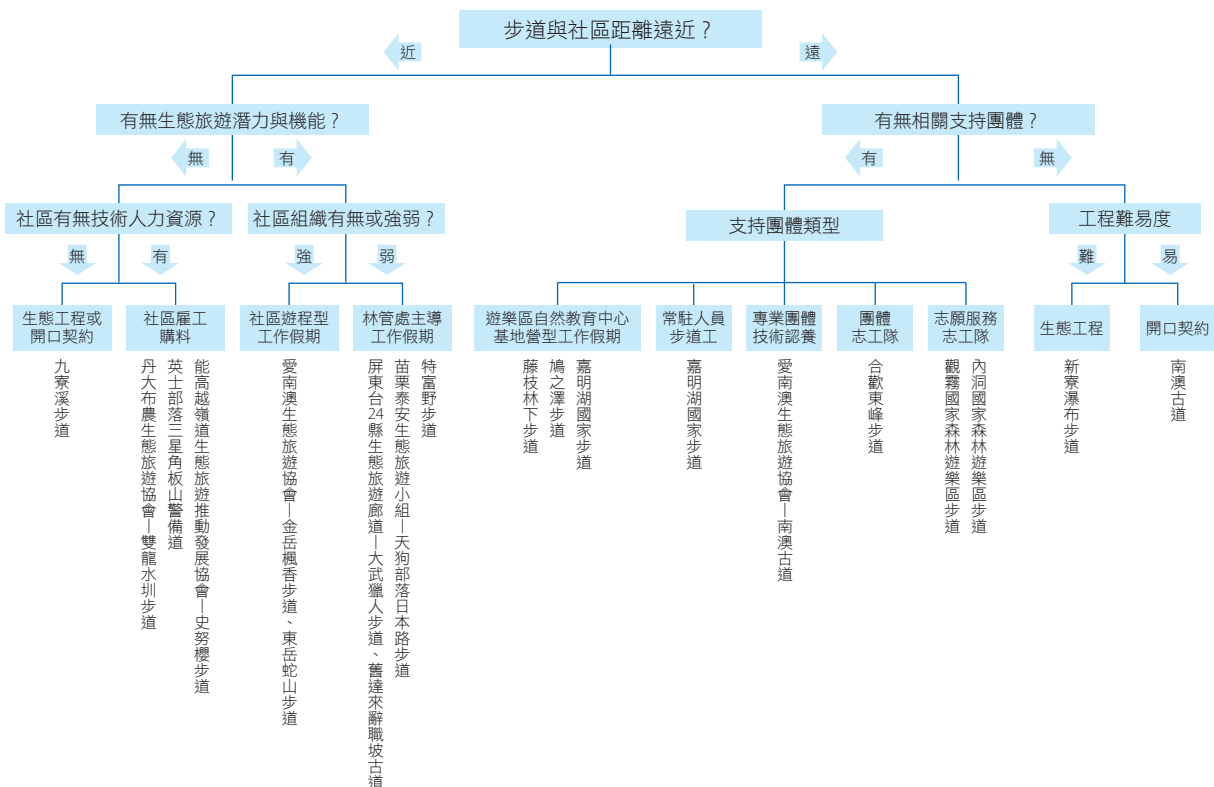 步道與社區距離遠近？
近
遠
有無生態旅遊潛力與機能？
有無相關支持團體？
無
有
有
無
社區有無技術人力資源？
社區組織有無或強弱？
支持團體類型
工程難易度
無
有
強
弱
難
易
生態工程或
開口契約
社區雇工
購料
社區遊程型
工作假期
林管處主導
工作假期
遊樂區自然教育中心
基地營型工作假期
常駐人員
步道工
專業團體
技術認養
團體
志工隊
志願服務
志工隊
生態工程
開口契約
九寮溪步道
能高越嶺道生態旅遊推動發展協會—史努櫻步道
英士部落三星角板山警備道
丹大布農生態旅遊協會—雙龍水圳步道
愛南澳生態旅遊協會—金岳楓香步道、東岳蛇山步道
特富野步道
苗栗泰安生態旅遊小組—天狗部落日本路步道
屏東台24縣生態旅遊廊道—大武獵人步道、舊達來辭職坡古道
嘉明湖國家步道
鳩之澤步道
藤枝林下步道
嘉明湖國家步道
愛南澳生態旅遊協會—南澳古道
合歡東峰步道
內洞國家森林遊樂區步道
觀霧國家森林遊樂區步道
新寮瀑布步道
南澳古道